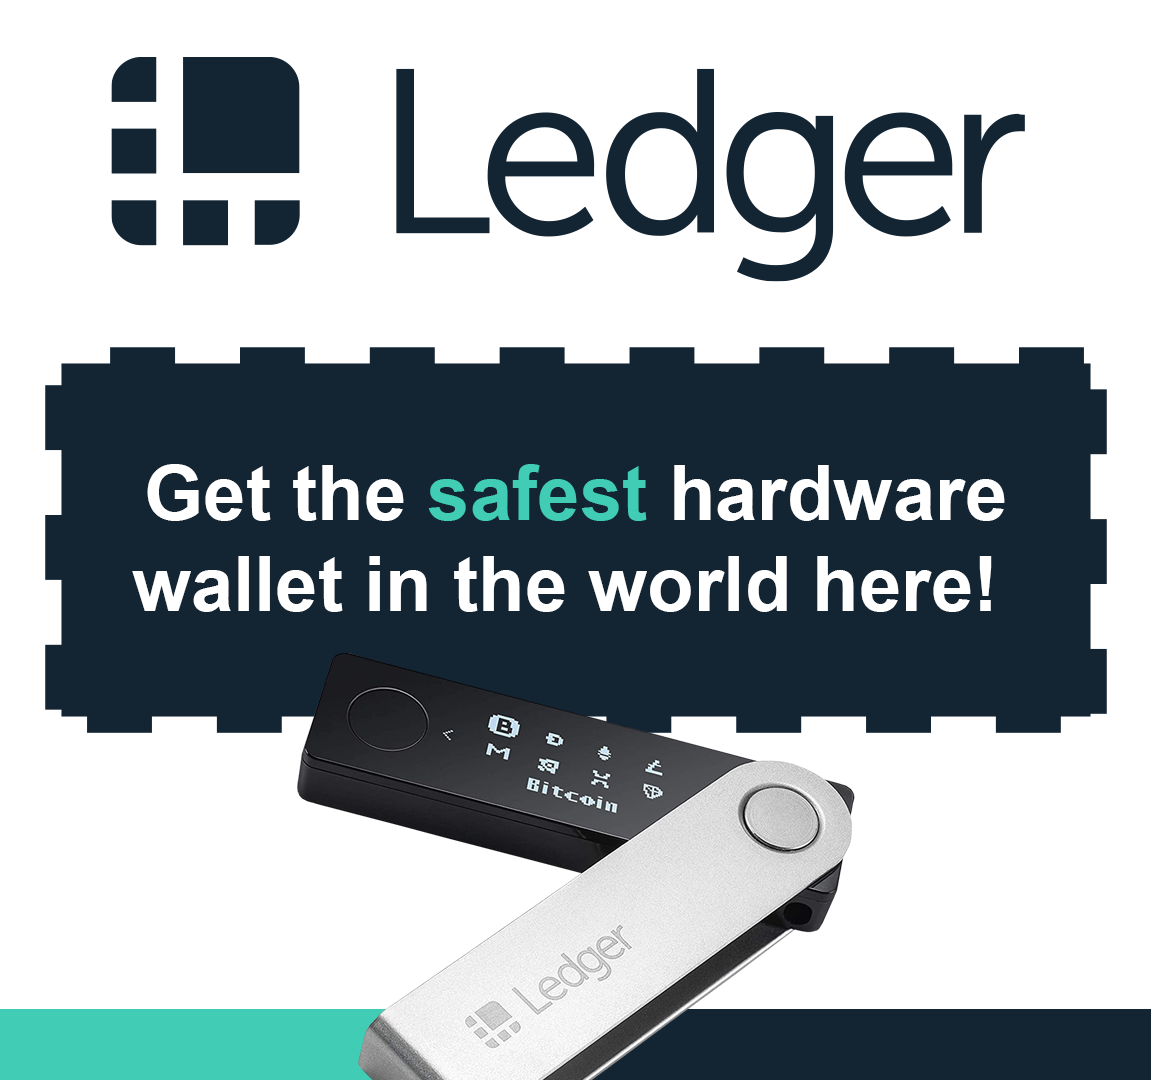 Ledger
Get the safest hardware
wallet in the world here!
Bitcoin
Ledger